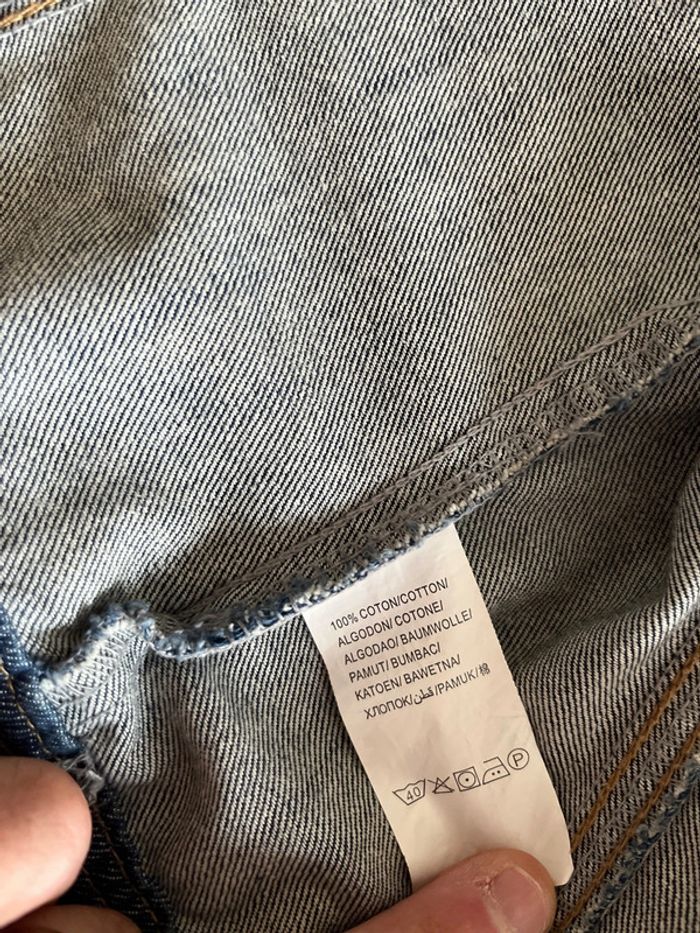 100% COTON/COTTON/
ALGODON/COTONE/
ALGODAO/BAUMWOLLE/
PAMUT/BUMBAC/
KATOEN/BAWETNA/
ХЛОПОК/قطن/PAMUK/棉
40 P